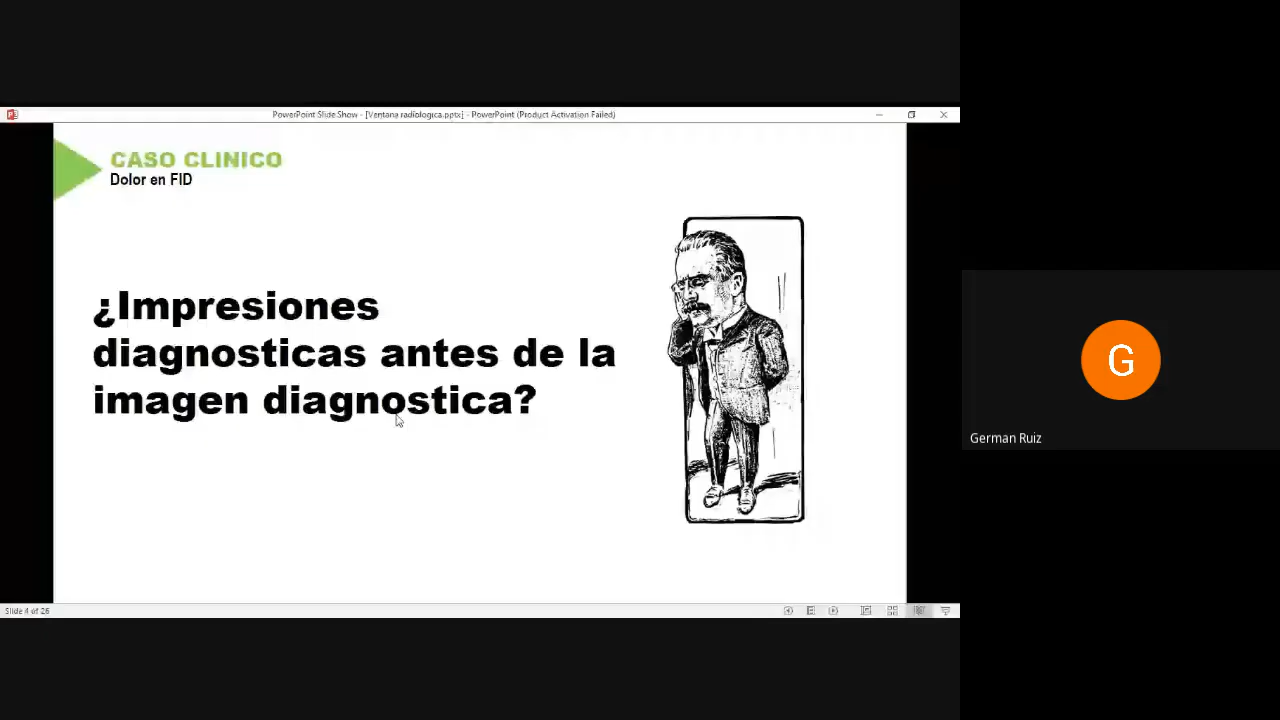 PowerPoint Slide Show - [Ventana radiologica.pptx] - PowerPoint (Product Activation Failed)
CASO CLINICO
Dolor en FID
¿Impresiones
diagnosticas antes de la
imagen diagnostica?
G
German Ruiz
Slide 4 of 26